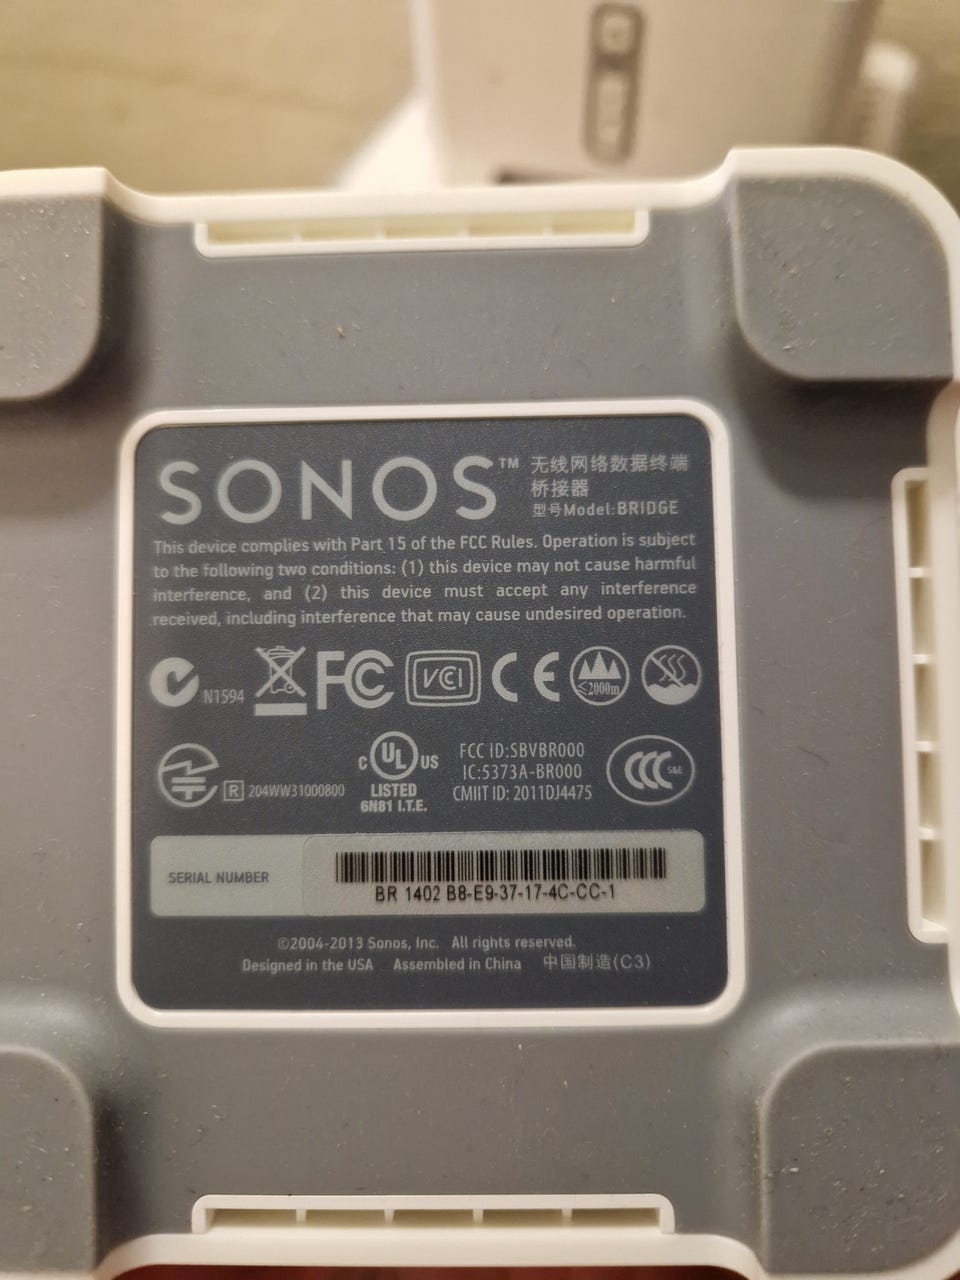 SONOS™
无线网络数据终端
桥接器
型号Model:BRIDGE
This device complies with Part 15 of the FCC Rules. Operation is subject
to the following two conditions: (1) this device may not cause harmful
interference, and (2) this device must accept any interference
received, including interference that may cause undesired operation.
N1594
FC
VCI
CE
≤2000m
R 204WW31000800
C UL US
LISTED
6N81 I.T.E.
FCC ID:SBVBR000
IC:5373A-BR000
CMIIT ID: 2011DJ4475
CCC S&E
SERIAL NUMBER
BR 1402 B8-E9-37-17-4C-CC-1
©2004-2013 Sonos, Inc. All rights reserved.
Designed in the USA Assembled in China 中国制造(C3)